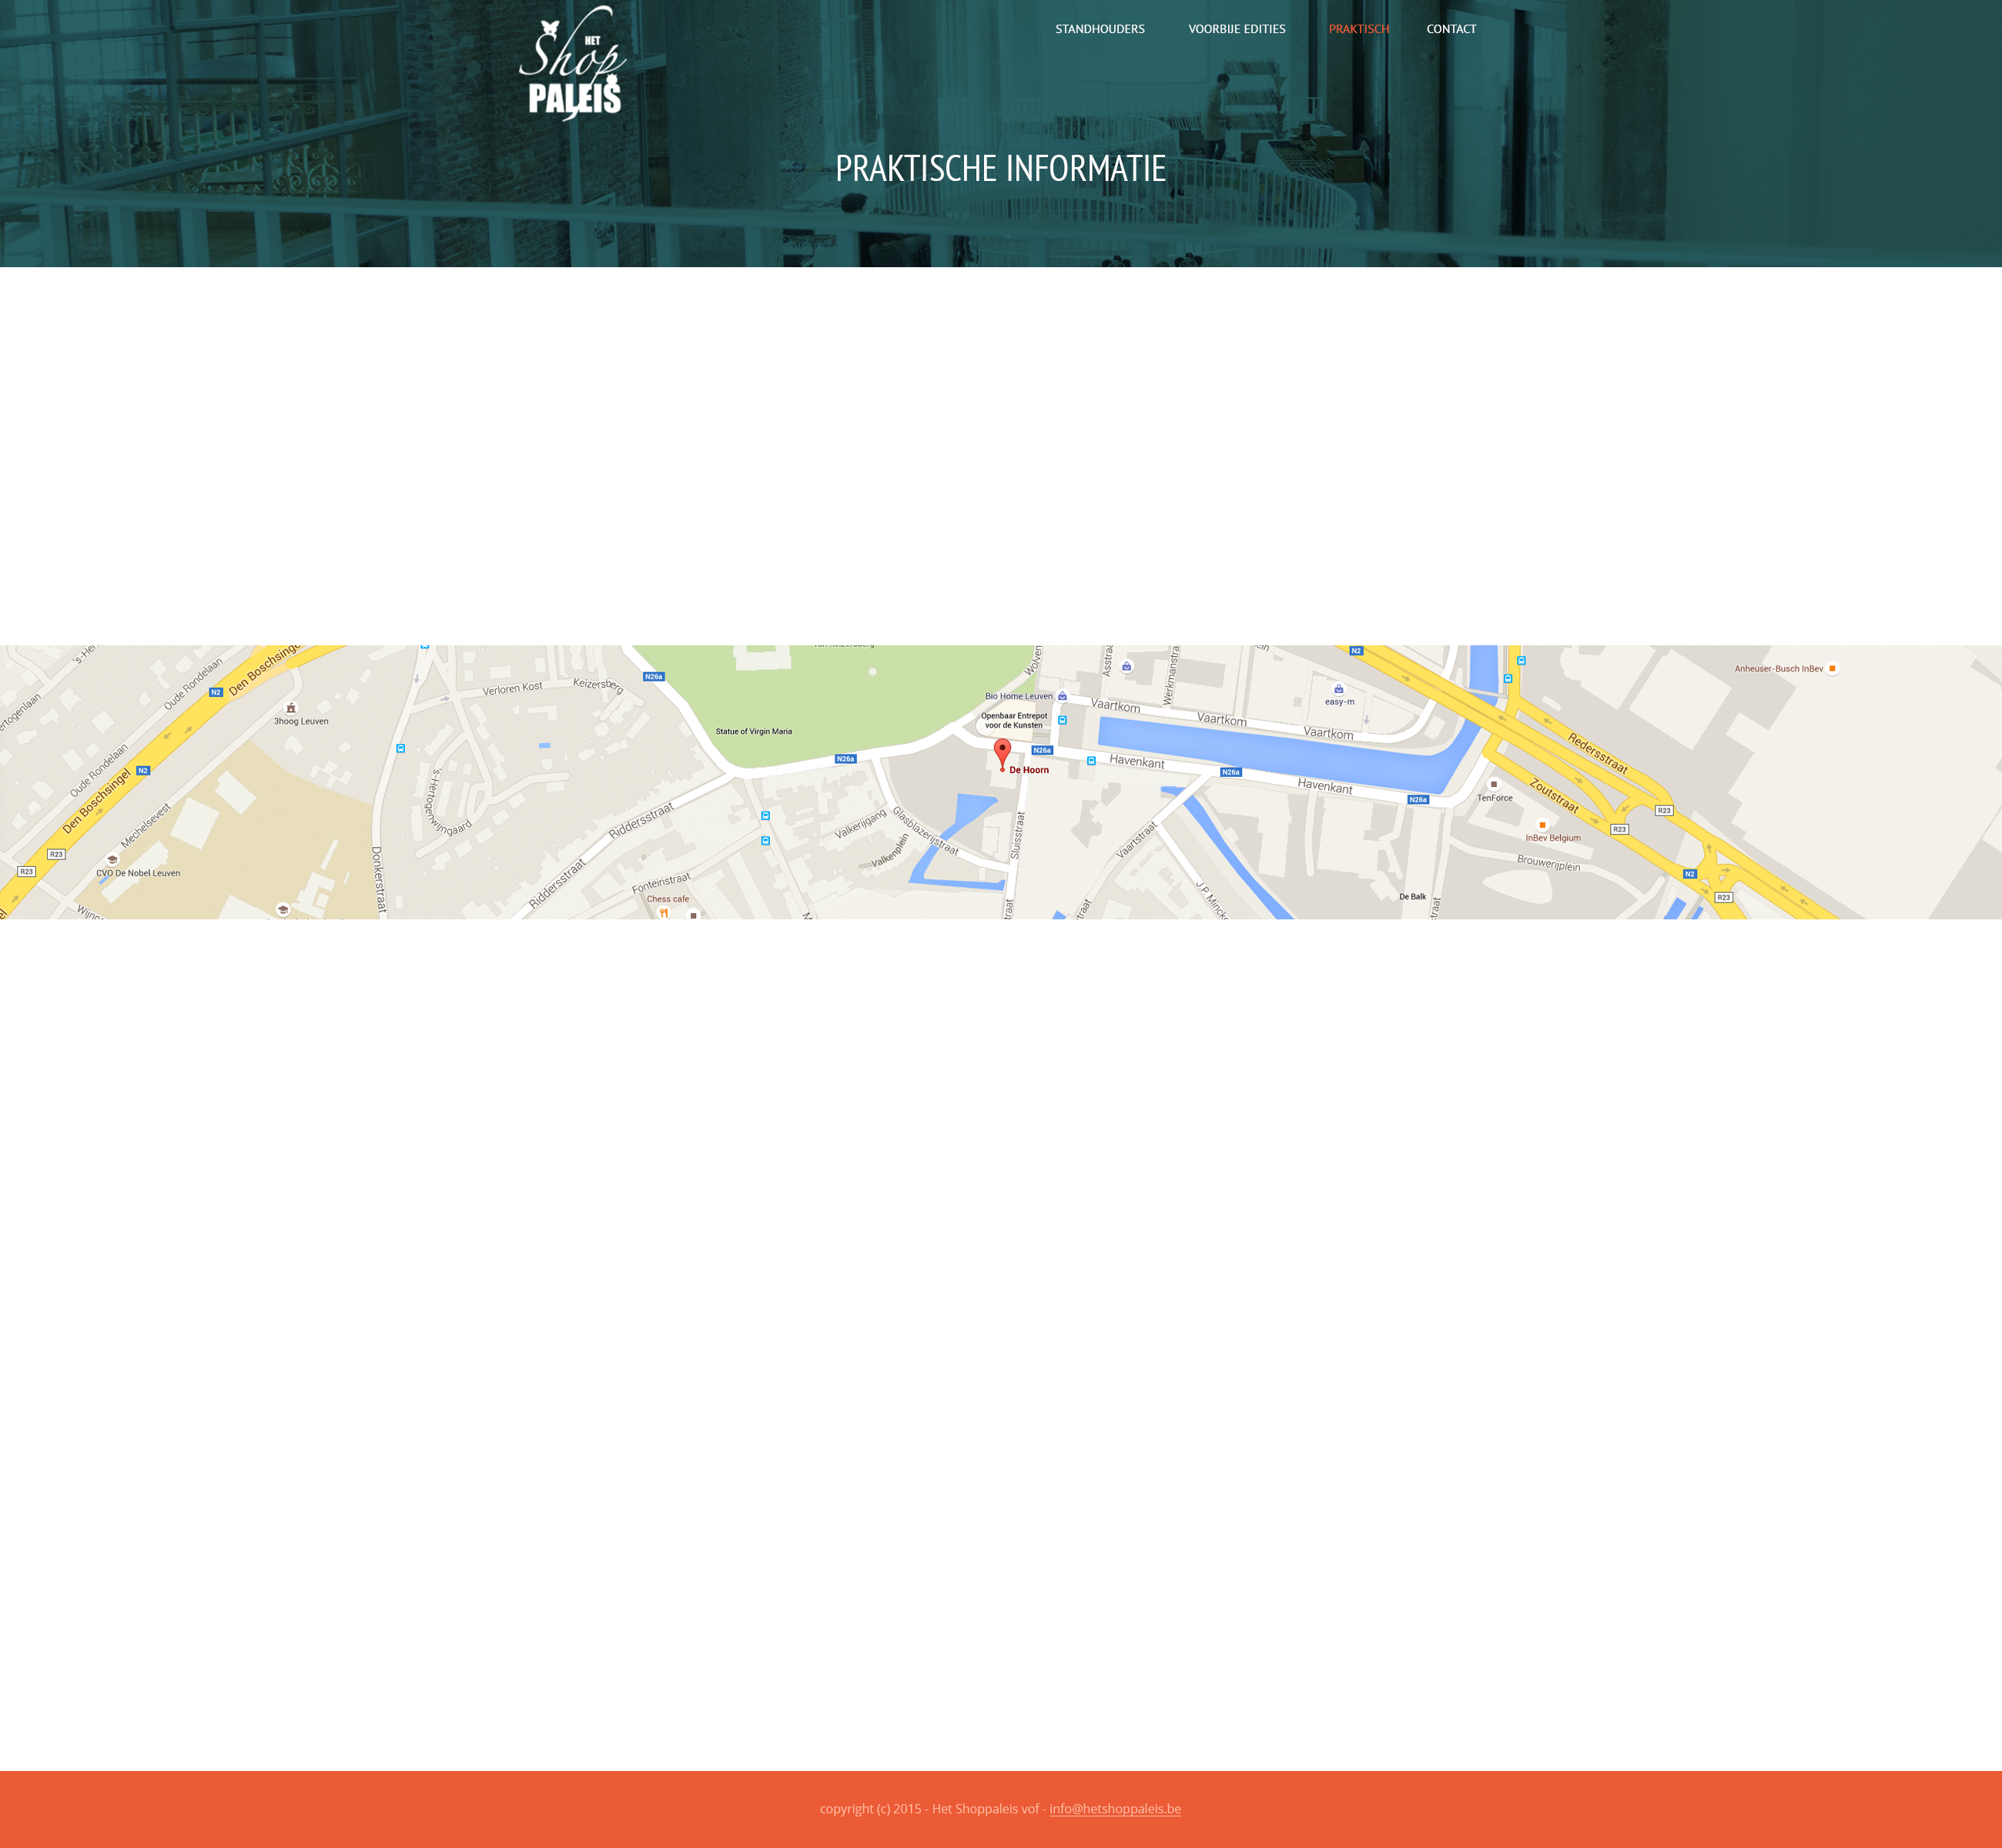 HET
Shop
PALEIS
STANDHOUDERS VOORBIJE EDITIES PRAKTISCH CONTACT
PRAKTISCHE INFORMATIE
Den Boschsingel
Oude Rondelaan
N2
3hoog Leuven
Verloren Kost
Keizersberg
N26a
Statue of Virgin Maria
N26a
Bio Home Leuven
Openbaar Entrepot
voor de Kunsten
De Hoorn
N26a
Vaartkom
Vaartkom
Vaartkom
easy-m
N2
Anheuser-Busch InBev
Redersstraat
Zoutstraat
Havenkant
N26a
Havenkant
N26a
TenForce
InBev Belgium
R23
R23
Brouwerijplein
N2
R23
De Balk
Oude Rondelaan
N2
Den Boschsingel
Mechelsevest
R23
R23
CVO De Nobel Leuven
Donkerstraat
's-Hertogenwijngaard
Riddersstraat
Riddersstraat
Fonteinstraat
Chess cafe
Valkerijgang
Valkenplein
Glasblazerijstraat
Sluisstraat
Vaartstraat
copyright (c) 2015 - Het Shoppaleis vof - info@hetshoppaleis.be